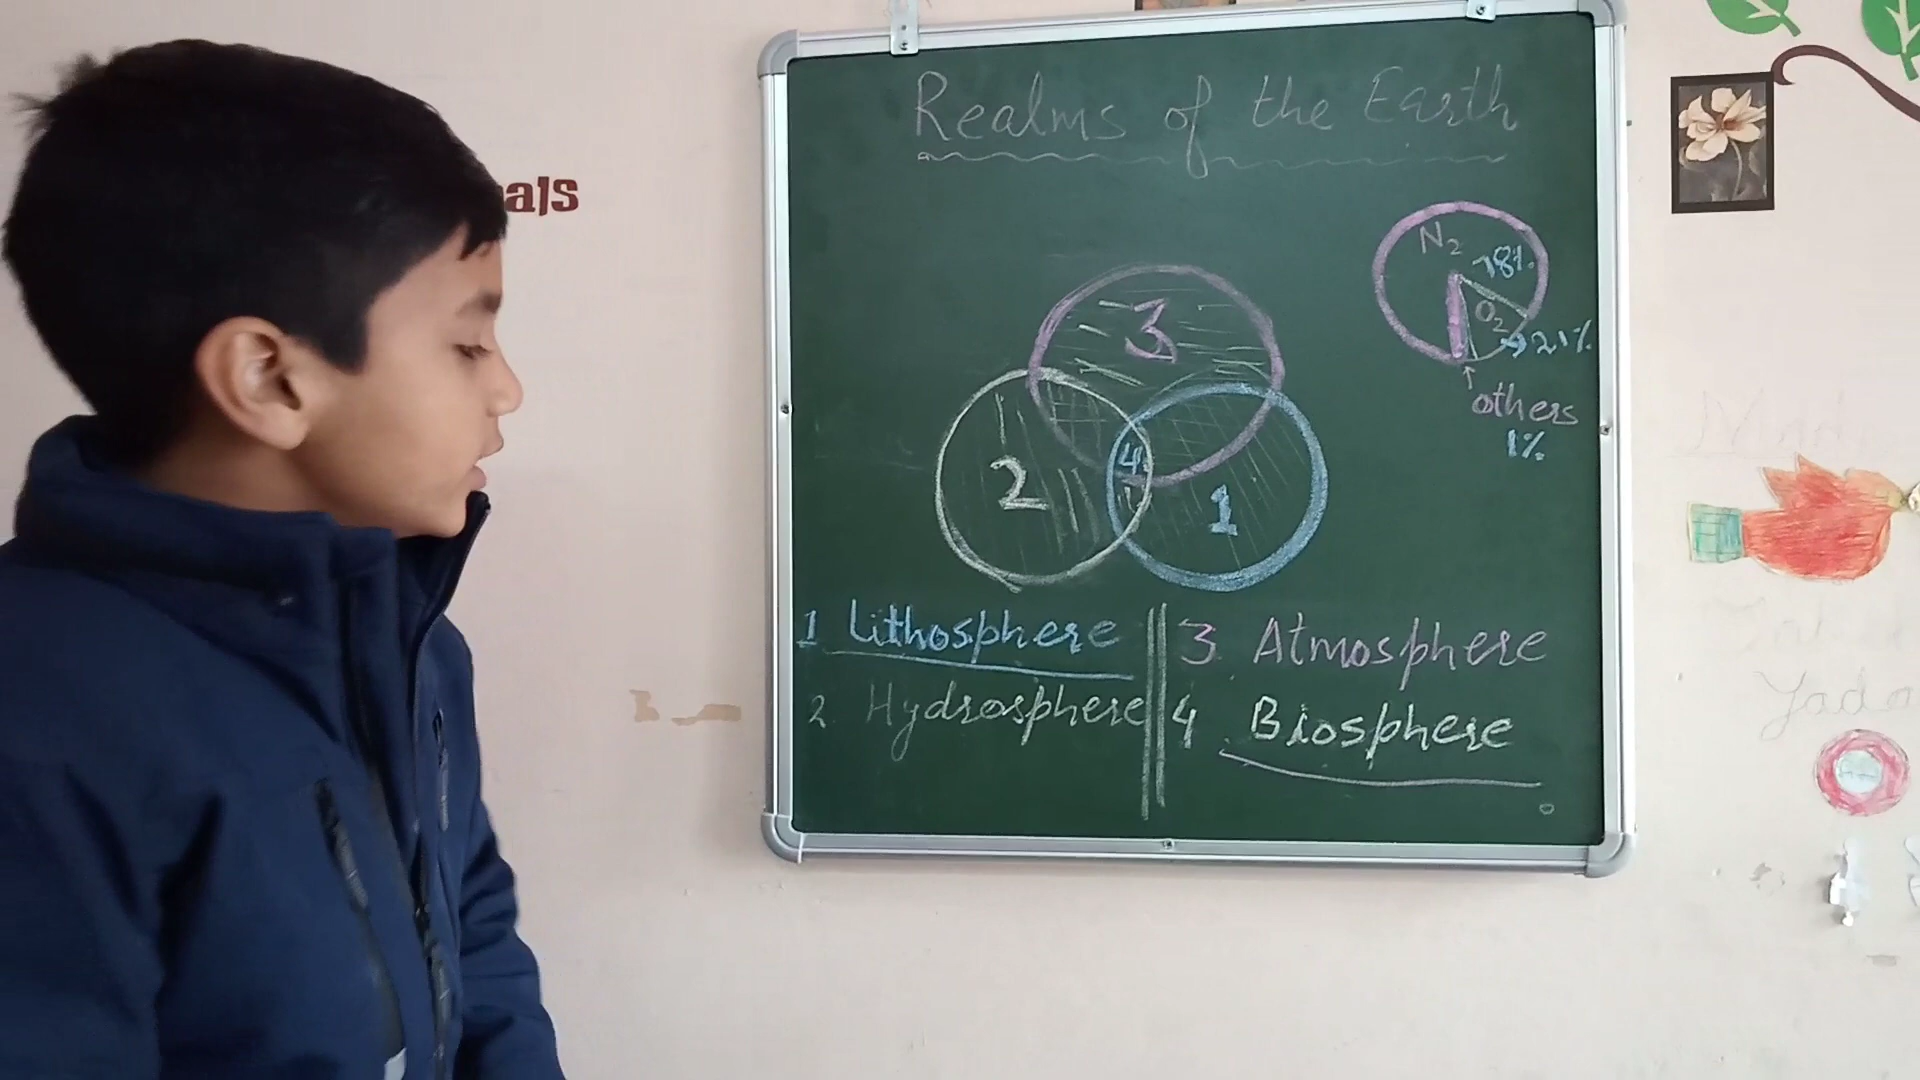 Realms of the Earth
als
N2 78%
O2
21%
others
1%
3
4
2
1
1 Lithosphere
2. Hydrosphere
3 Atmosphere
4 Biosphere
Yada